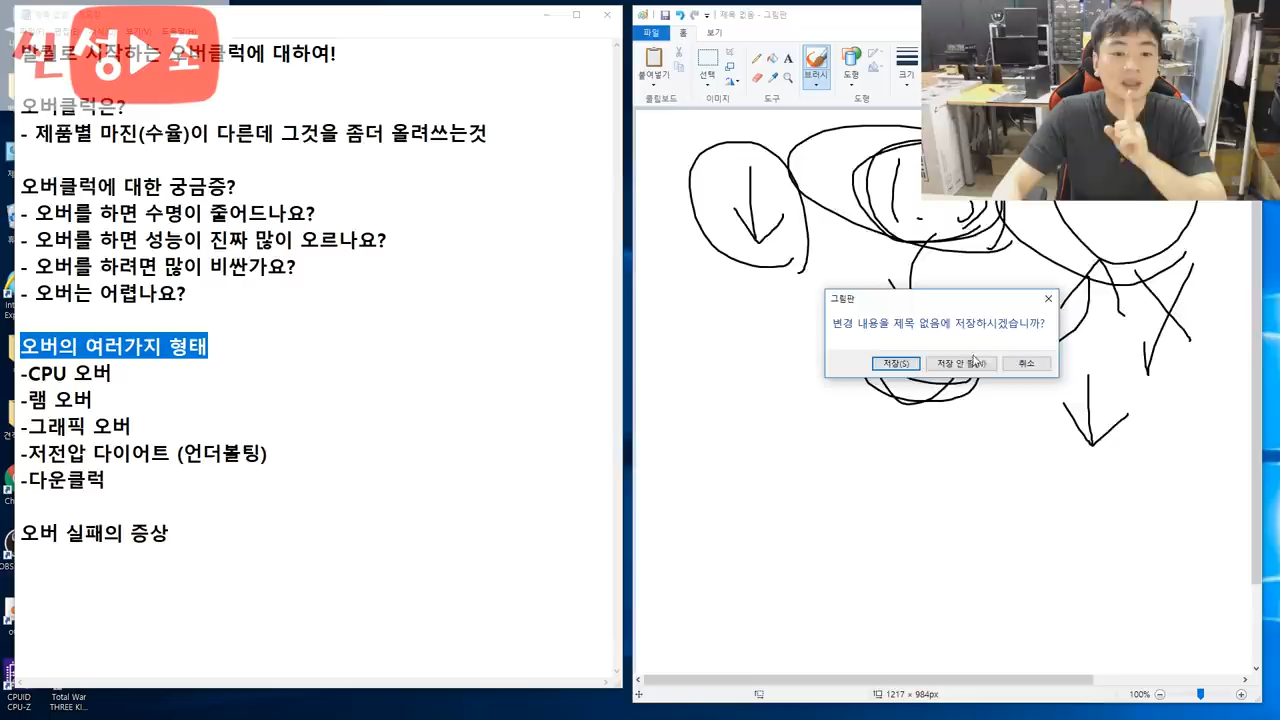 제목 없음 - 그림판
파일
홈
보기
붙여넣기
선택
브러시
도형
크기
클립보드
이미지
도구
도형
발퀄로 시작하는 오버클럭에 대하여!
오버클럭은?
- 제품별 마진(수율)이 다른데 그것을 좀더 올려쓰는것
오버클럭에 대한 궁금증?
- 오버를 하면 수명이 줄어드나요?
- 오버를 하면 성능이 진짜 많이 오르나요?
- 오버를 하려면 많이 비싼가요?
- 오버는 어렵나요?
오버의 여러가지 형태
-CPU 오버
-램 오버
-그래픽 오버
-저전압 다이어트 (언더볼팅)
-다운클럭
오버 실패의 증상
그림판
변경 내용을 제목 없음에 저장하시겠습니까?
저장(S)
저장 안 함(N)
취소
CPUID
CPU-Z
Total War
THREE KI...
1217 × 984px
100%